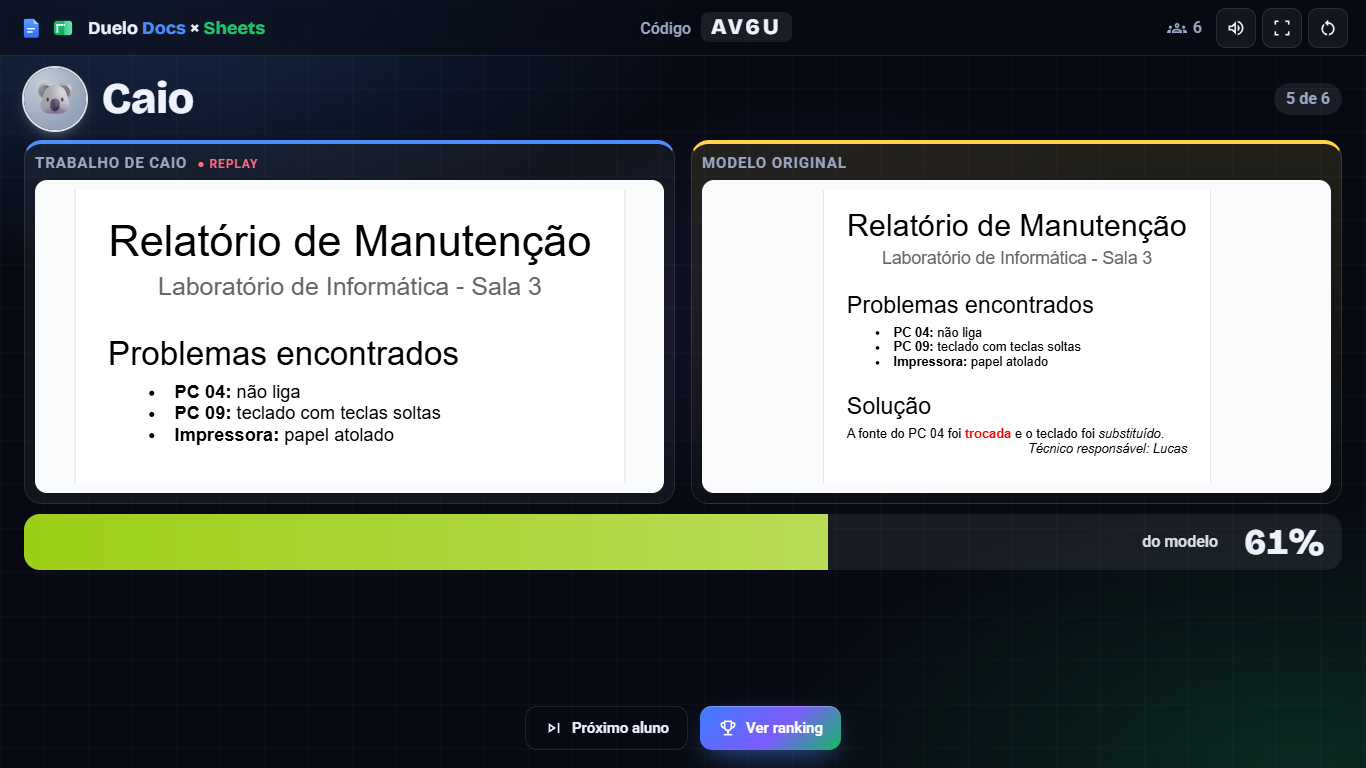 Duelo Docs × Sheets
Código AV6U
6
Caio
5 de 6
TRABALHO DE CAIO ● REPLAY
Relatório de Manutenção
Laboratório de Informática - Sala 3
Problemas encontrados
• PC 04: não liga
• PC 09: teclado com teclas soltas
• Impressora: papel atolado
MODELO ORIGINAL
Relatório de Manutenção
Laboratório de Informática - Sala 3
Problemas encontrados
• PC 04: não liga
• PC 09: teclado com teclas soltas
• Impressora: papel atolado
Solução
A fonte do PC 04 foi trocada e o teclado foi substituído.
Técnico responsável: Lucas
do modelo 61%
Próximo aluno
Ver ranking